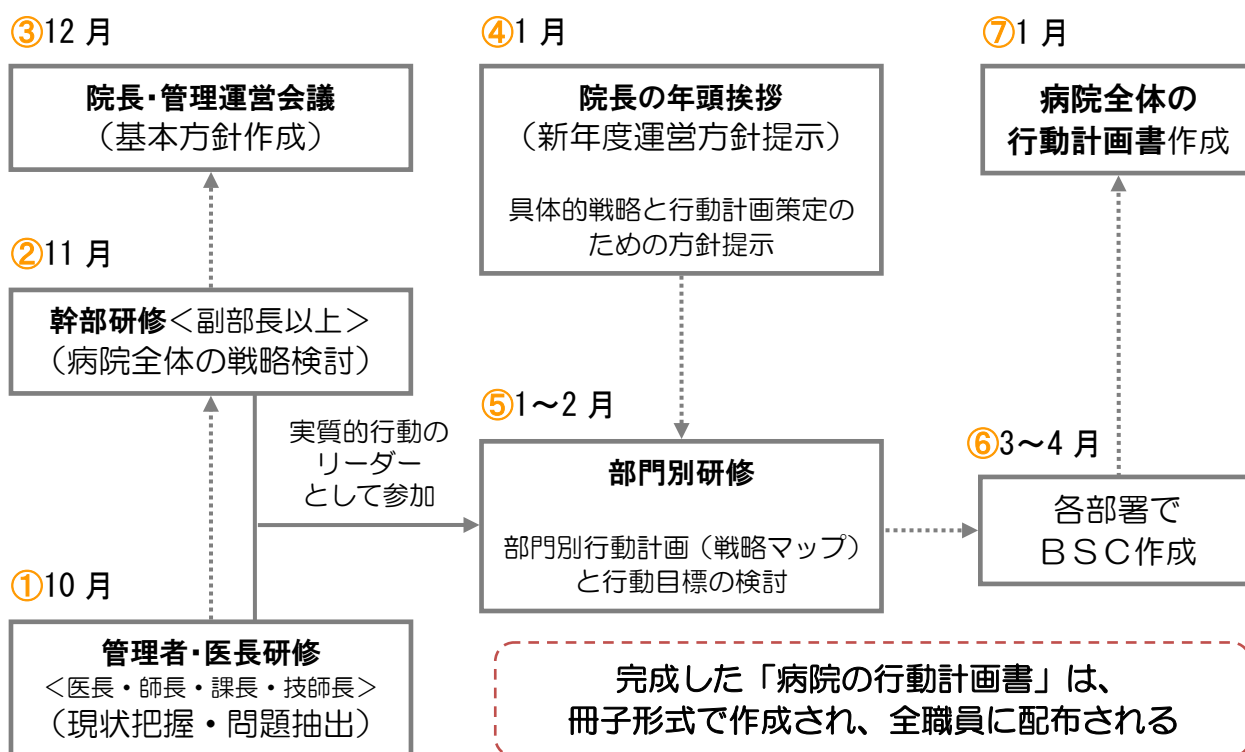 ③12 月
院長・管理運営会議
（基本方針作成）
②11 月
幹部研修＜副部長以上＞
（病院全体の戦略検討）
実質的行動の
リーダー
として参加
①10 月
管理者・医長研修
＜医長・師長・課長・技師長＞
（現状把握・問題抽出）
④1 月
院長の年頭挨拶
（新年度運営方針提示）
具体的戦略と行動計画策定の
ための方針提示
⑤1～2 月
部門別研修
部門別行動計画（戦略マップ）
と行動目標の検討
⑦1 月
病院全体の
行動計画書作成
⑥3～4 月
各部署で
ＢＳＣ作成
完成した「病院の行動計画書」は、
冊子形式で作成され、全職員に配布される